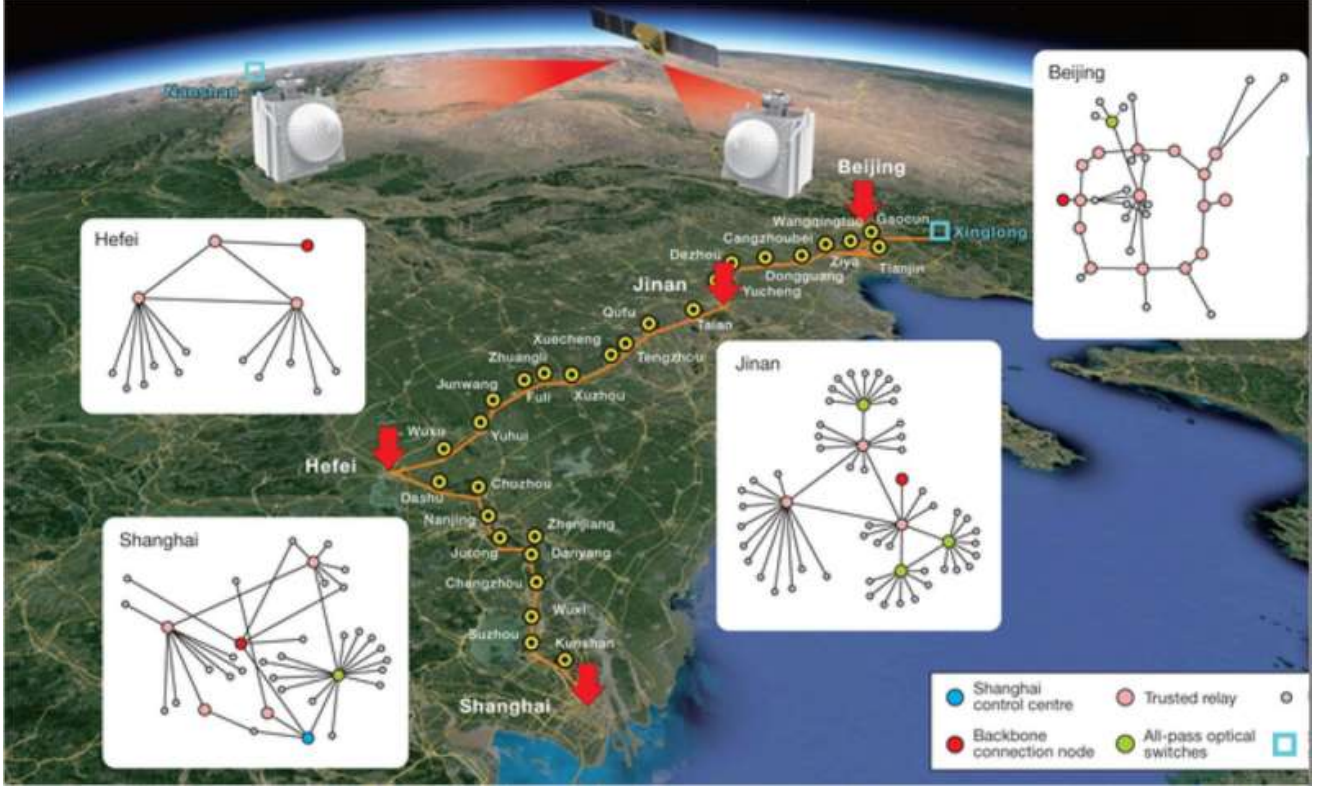 Nanshan
Beijing
Beijing
Wangqingtuo
Gaocun
Xinglong
Cangzhoubei
Dezhou
Ziya
Tianjin
Dongguang
Yucheng
Hefei
Jinan
Qufu
Taian
Xuecheng
Tengzhou
Zhuangli
Jinan
Junwang
Fuli
Xuzhou
Wuxu
Yuhui
Hefei
Dashu
Chuzhou
Nanjing
Zhenjiang
Shanghai
Jurong
Danyang
Chengzhou
Wuxi
Suzhou
Kunshan
Shanghai
Shanghai
control centre
Trusted relay
Backbone
connection node
All-pass optical
switches